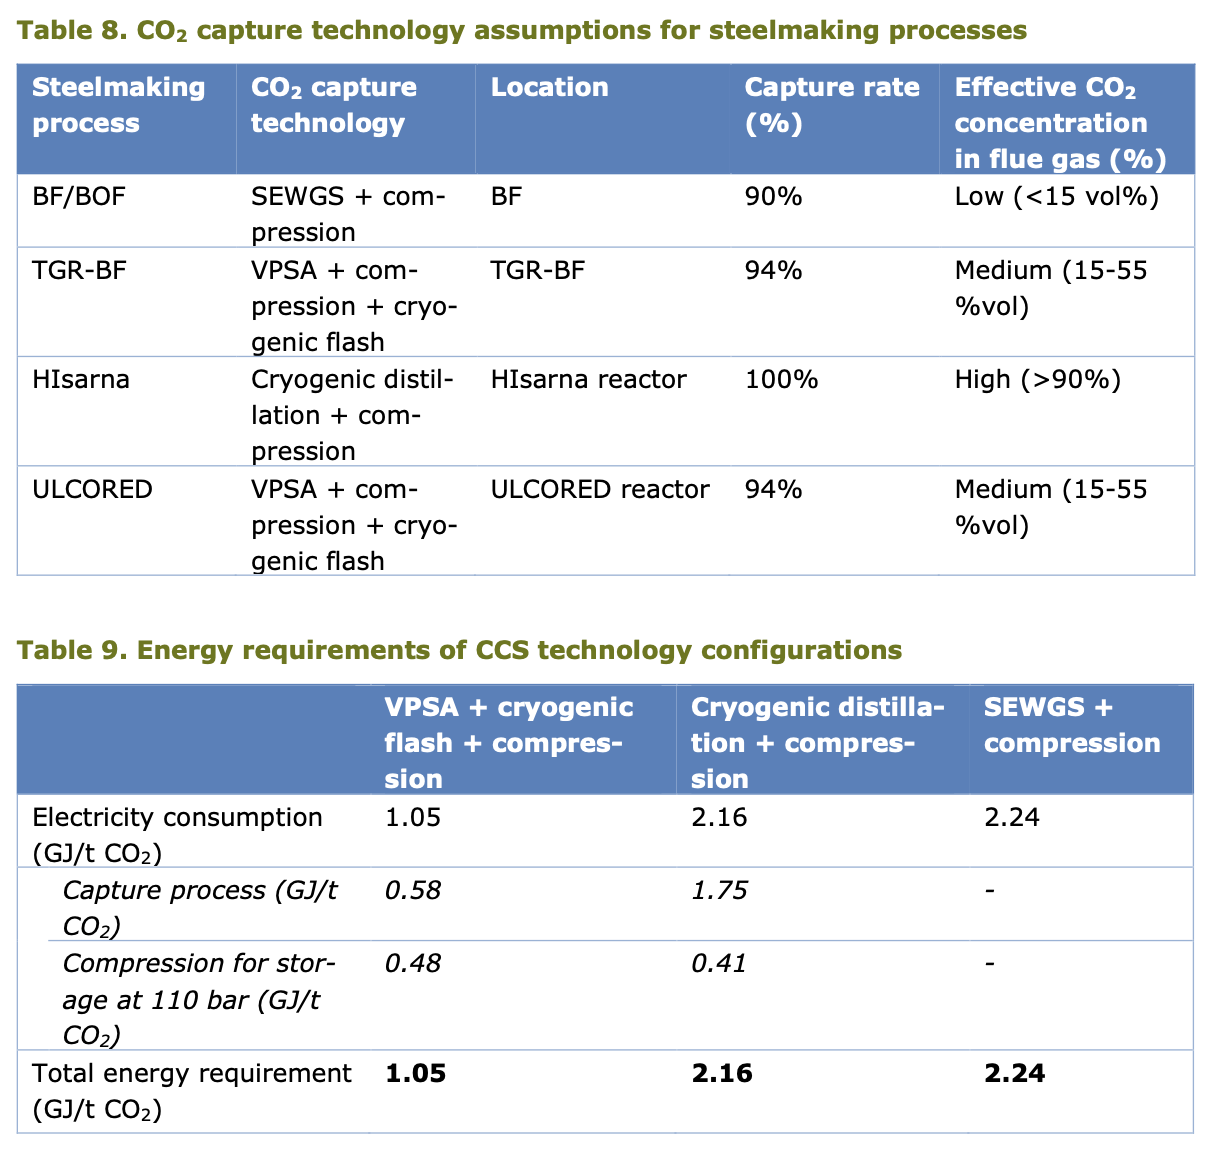 Table 8. CO₂ capture technology assumptions for steelmaking processes
Steelmaking process	CO₂ capture technology	Location	Capture rate (%)	Effective CO₂ concentration in flue gas (%)
BF/BOF	SEWGS + com-pression	BF	90%	Low (<15 vol%)
TGR-BF	VPSA + com-pression + cryo-genic flash	TGR-BF	94%	Medium (15-55 %vol)
HIsarna	Cryogenic distil-lation + com-pression	HIsarna reactor	100%	High (>90%)
ULCORED	VPSA + com-pression + cryo-genic flash	ULCORED reactor	94%	Medium (15-55 %vol)
Table 9. Energy requirements of CCS technology configurations
VPSA + cryogenic flash + compres-sion	Cryogenic distilla-tion + compres-sion	SEWGS + compression
Electricity consumption (GJ/t CO₂)	1.05	2.16	2.24
Capture process (GJ/t CO₂)	0.58	1.75	-
Compression for stor-age at 110 bar (GJ/t CO₂)	0.48	0.41	-
Total energy requirement (GJ/t CO₂)	1.05	2.16	2.24